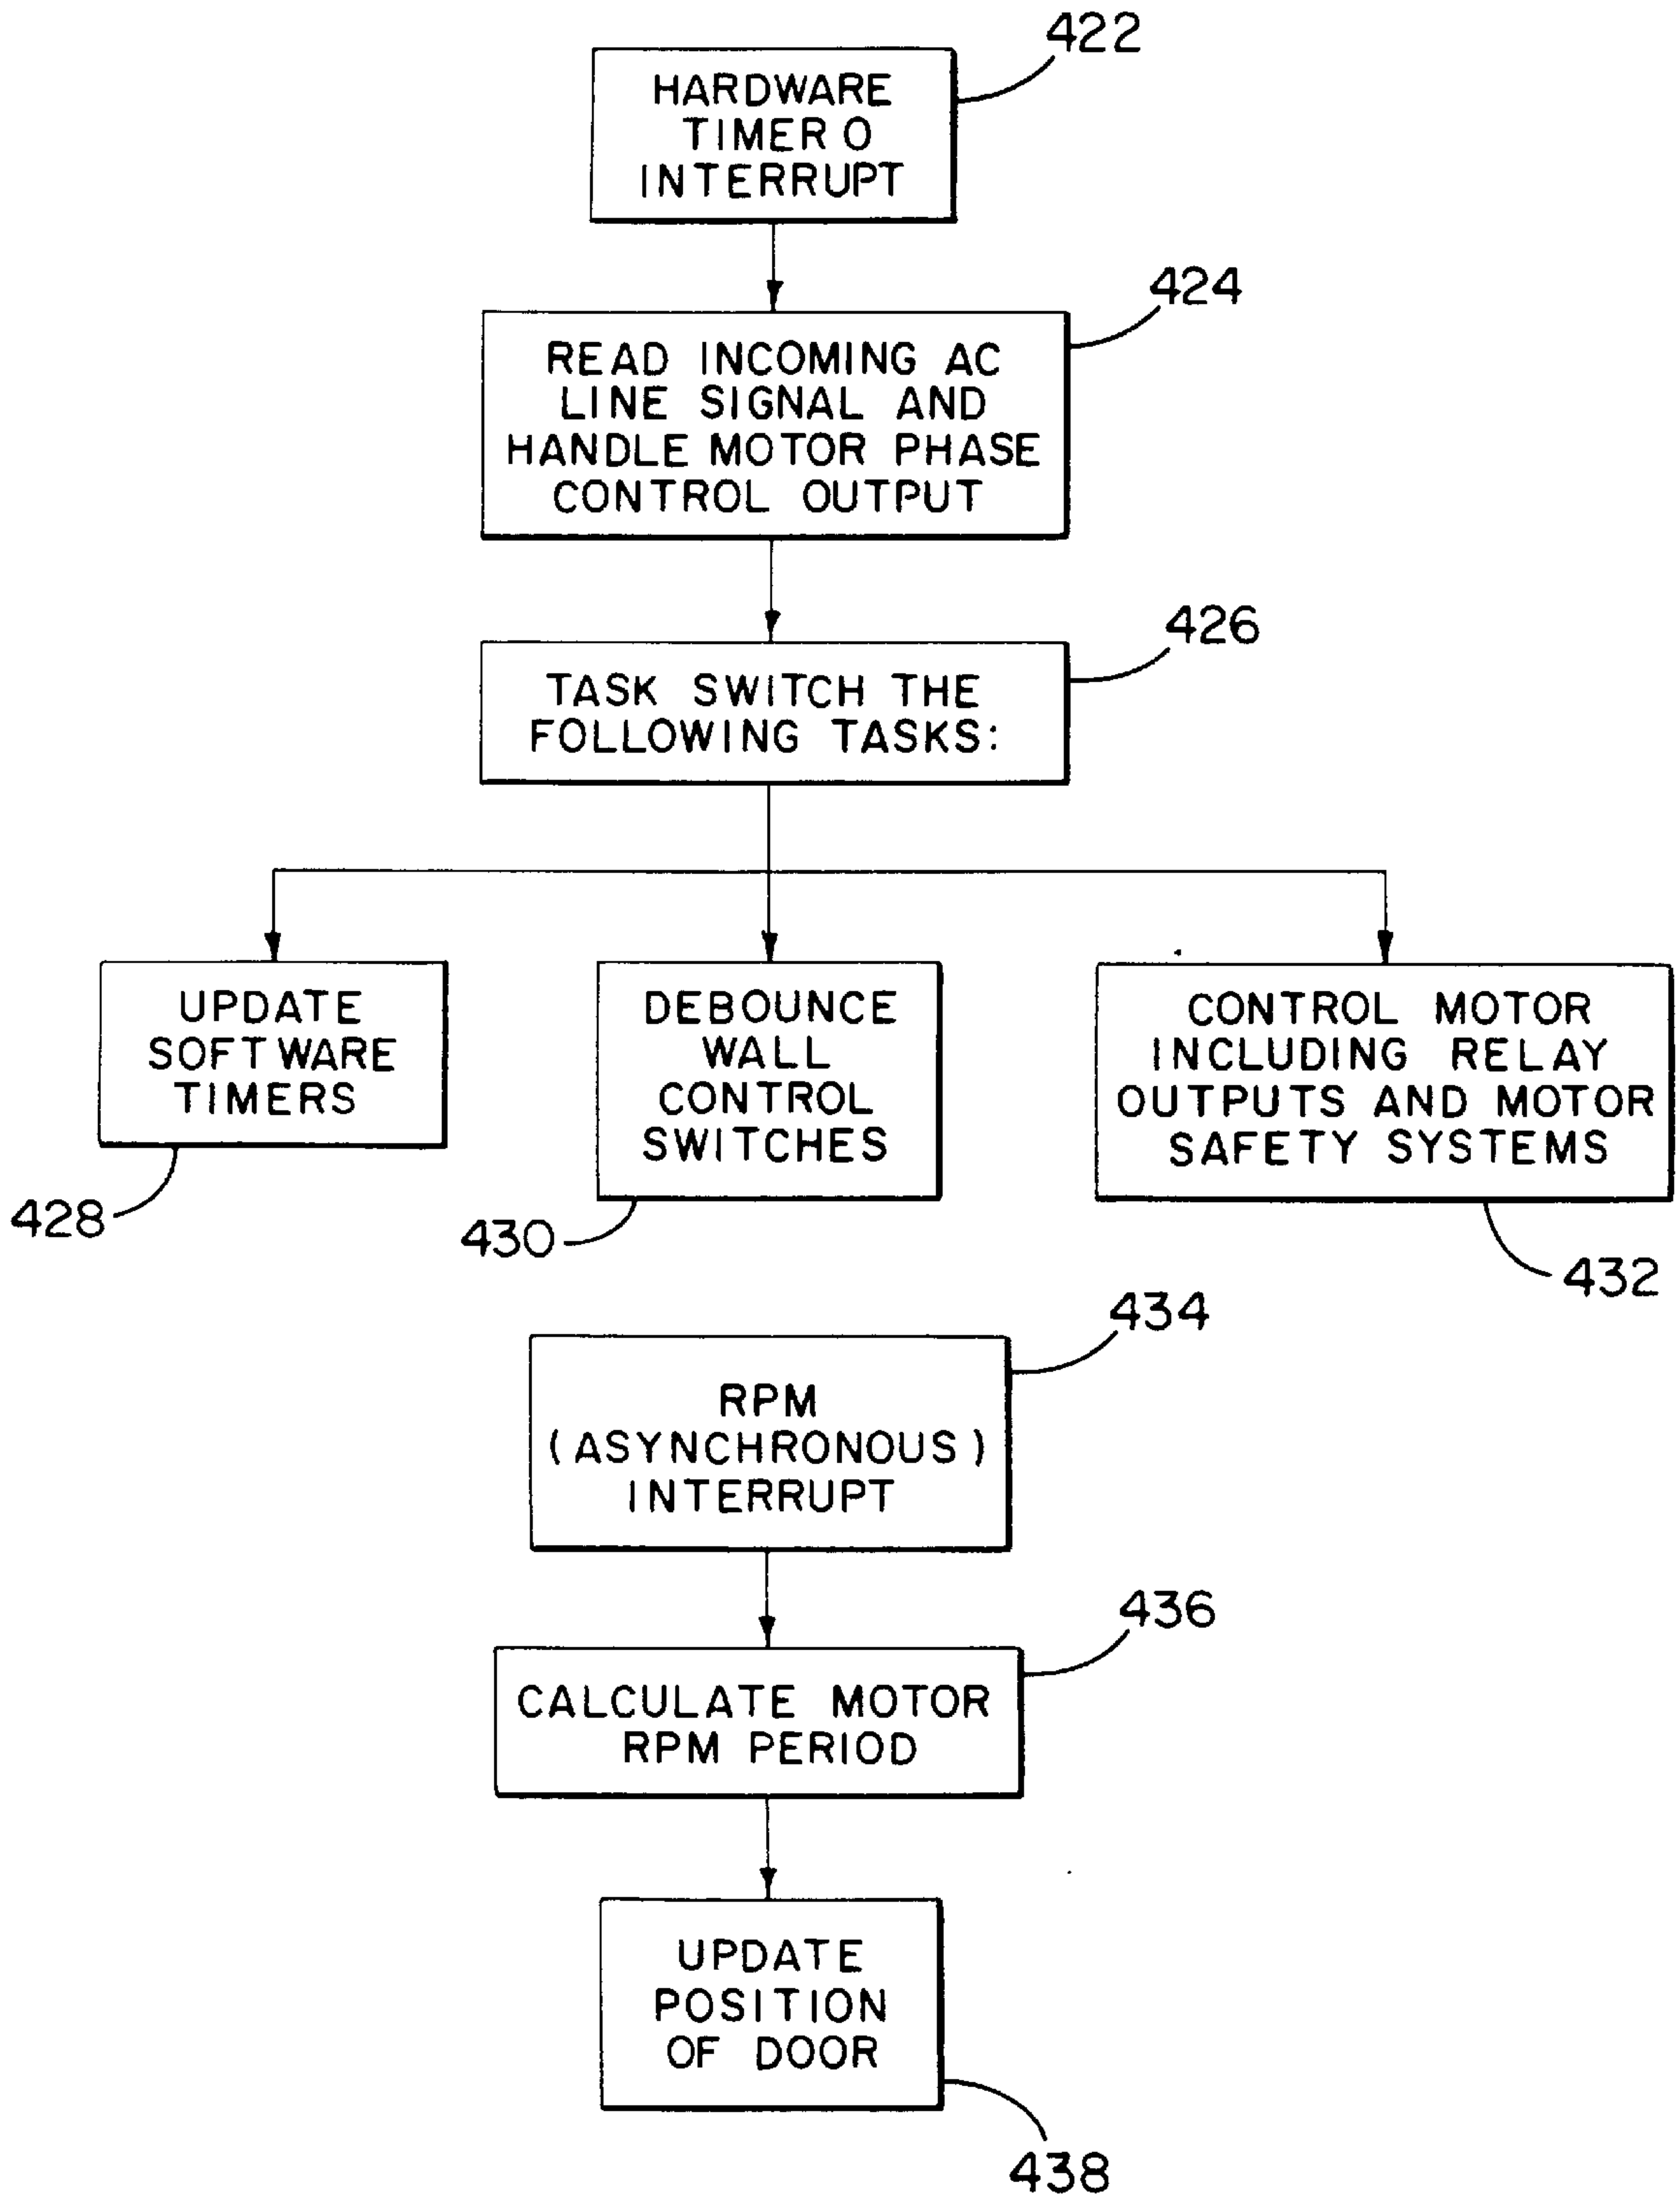 422
HARDWARE
TIMER 0
INTERRUPT
424
READ INCOMING AC
LINE SIGNAL AND
HANDLE MOTOR PHASE
CONTROL OUTPUT
426
TASK SWITCH THE
FOLLOWING TASKS:
UPDATE
SOFTWARE
TIMERS
428
DEBOUNCE
WALL
CONTROL
SWITCHES
430
CONTROL MOTOR
INCLUDING RELAY
OUTPUTS AND MOTOR
SAFETY SYSTEMS
432
434
RPM
(ASYNCHRONOUS)
INTERRUPT
436
CALCULATE MOTOR
RPM PERIOD
UPDATE
POSITION
OF DOOR
438